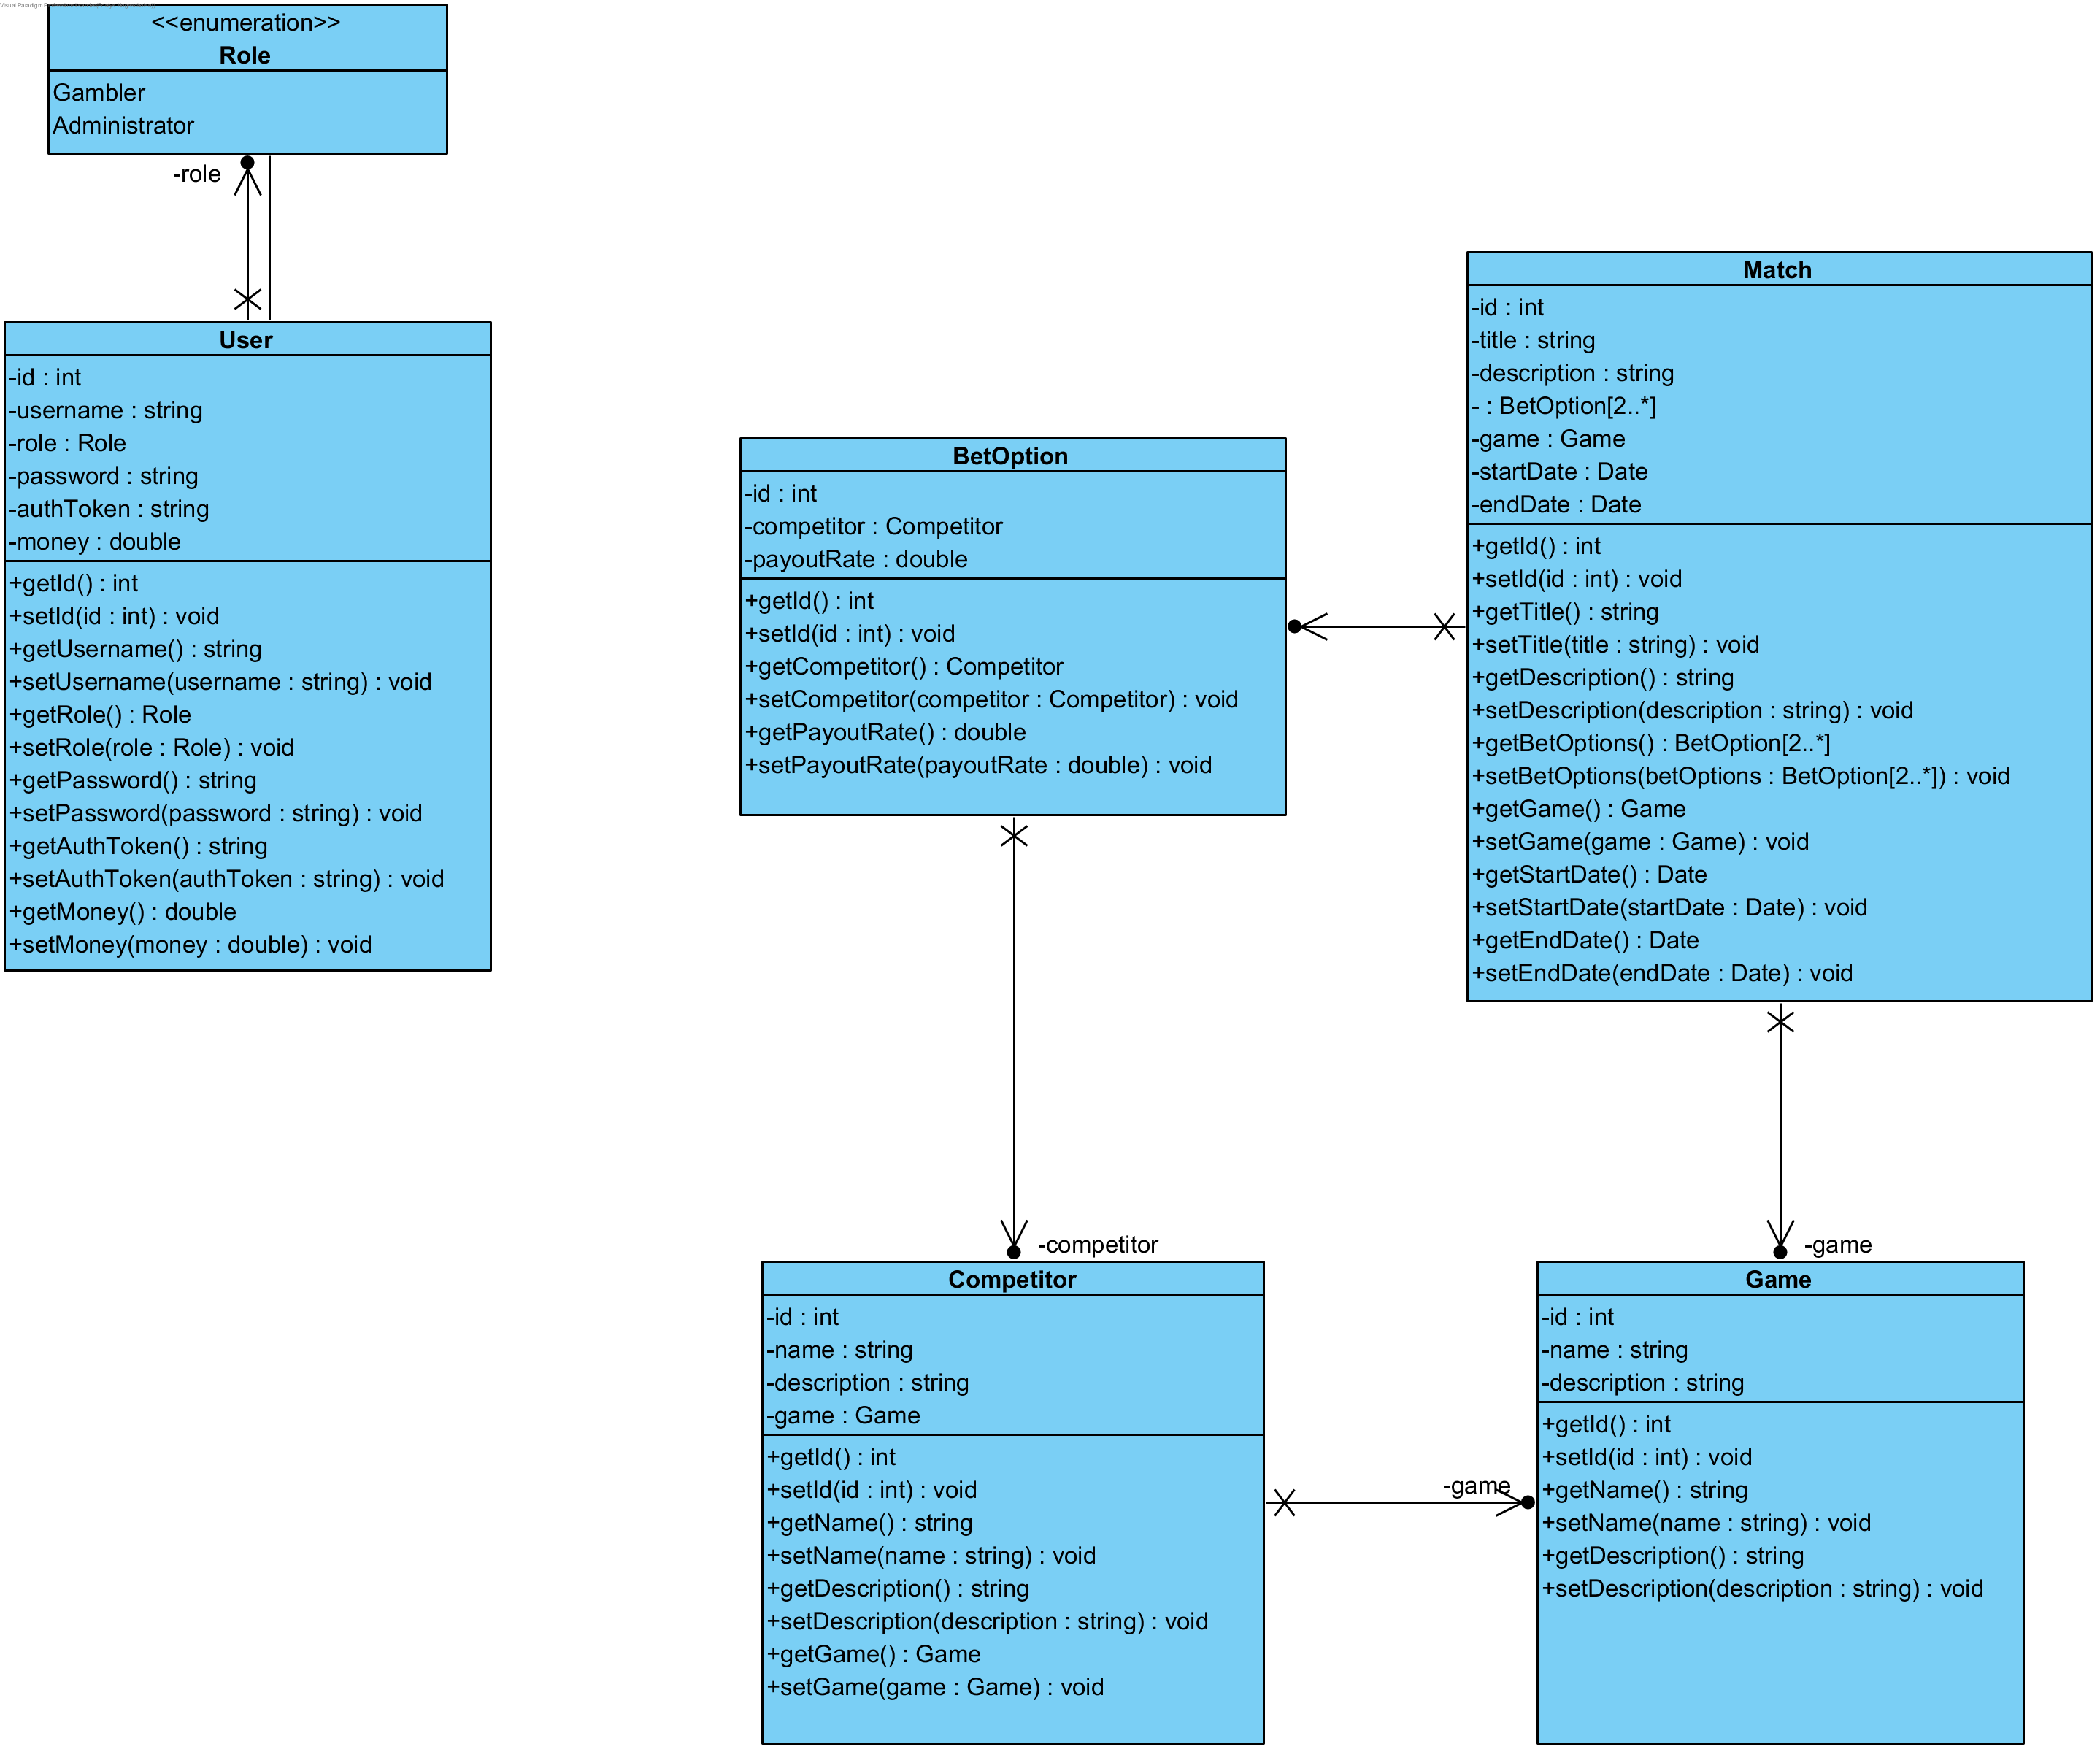 Visual Paradigm
<<enumeration>>
Role
Gambler
Administrator
-role
User
-id : int
-username : string
-role : Role
-password : string
-authToken : string
-money : double
+getId() : int
+setId(id : int) : void
+getUsername() : string
+setUsername(username : string) : void
+getRole() : Role
+setRole(role : Role) : void
+getPassword() : string
+setPassword(password : string) : void
+getAuthToken() : string
+setAuthToken(authToken : string) : void
+getMoney() : double
+setMoney(money : double) : void
BetOption
-id : int
-competitor : Competitor
-payoutRate : double
+getId() : int
+setId(id : int) : void
+getCompetitor() : Competitor
+setCompetitor(competitor : Competitor) : void
+getPayoutRate() : double
+setPayoutRate(payoutRate : double) : void
Match
-id : int
-title : string
-description : string
- : BetOption[2..*]
-game : Game
-startDate : Date
-endDate : Date
+getId() : int
+setId(id : int) : void
+getTitle() : string
+setTitle(title : string) : void
+getDescription() : string
+setDescription(description : string) : void
+getBetOptions() : BetOption[2..*]
+setBetOptions(betOptions : BetOption[2..*]) : void
+getGame() : Game
+setGame(game : Game) : void
+getStartDate() : Date
+setStartDate(startDate : Date) : void
+getEndDate() : Date
+setEndDate(endDate : Date) : void
-competitor
Competitor
-id : int
-name : string
-description : string
-game : Game
+getId() : int
+setId(id : int) : void
+getName() : string
+setName(name : string) : void
+getDescription() : string
+setDescription(description : string) : void
+getGame() : Game
+setGame(game : Game) : void
-game
-game
Game
-id : int
-name : string
-description : string
+getId() : int
+setId(id : int) : void
+getName() : string
+setName(name : string) : void
+getDescription() : string
+setDescription(description : string) : void